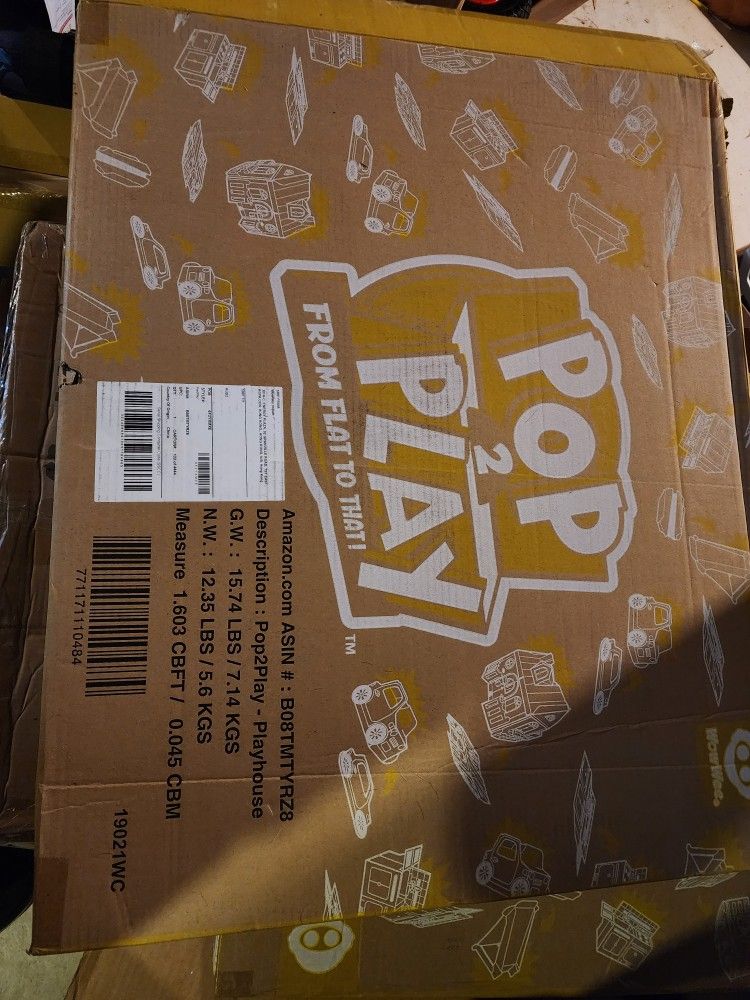 POP
2
PLAY
FROM FLAT TO THAT!
TM
WowWee
Amazon.com ASIN # : B08TMTYRZ8
Description : Pop2Play - Playhouse
G.W. : 15.74 LBS / 7.14 KGS
N.W. : 12.35 LBS / 5.6 KGS
Measure 1.603 CBFT / 0.045 CBM
771171110484
19021WC